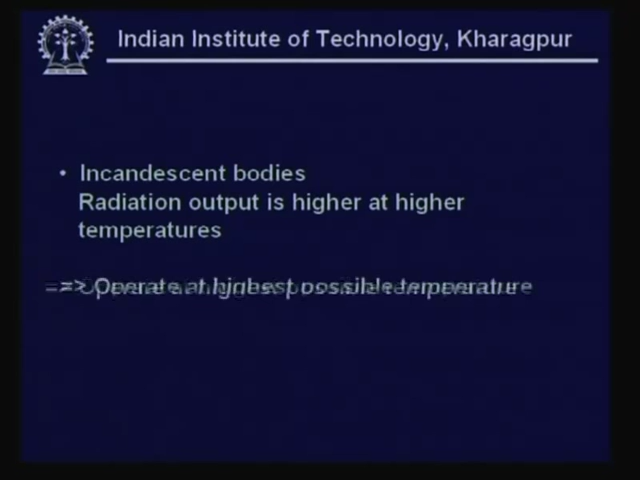 Indian Institute of Technology, Kharagpur
• Incandescent bodies
Radiation output is higher at higher
temperatures
=> Operate at highest possible temperature